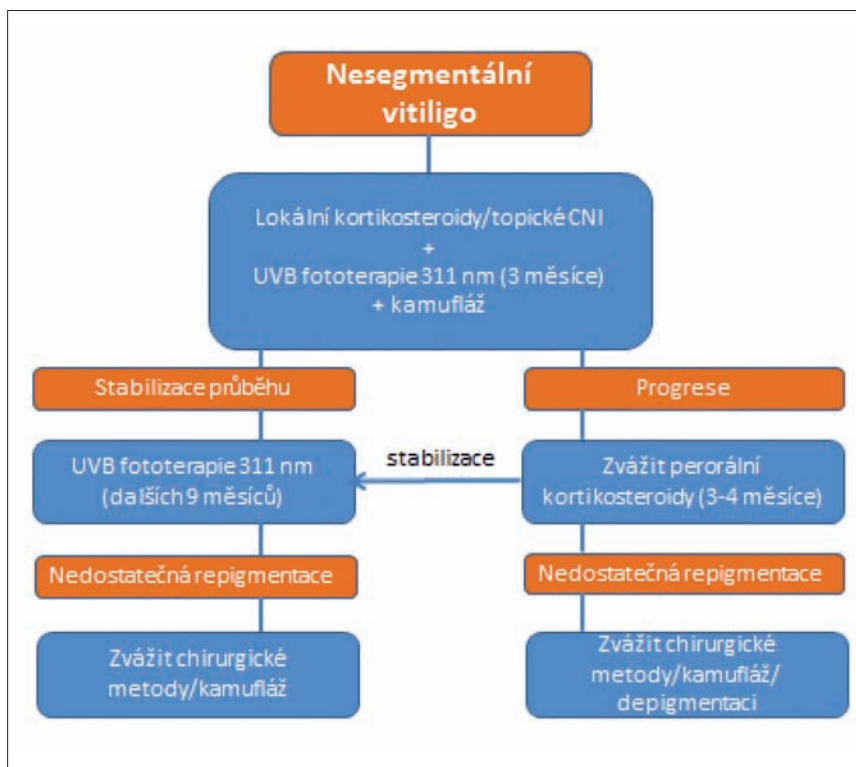 Nesegmentální
vitiligo
Lokální kortikosteroidy/topické CNI
+
UVB fototerapie 311 nm (3 měsíce)
+ kamufláž
Stabilizace průběhu
Progrese
UVB fototerapie 311 nm
(dalších 9 měsíců)
stabilizace
Zvážit perorální
kortikosteroidy (3-4 měsíce)
Nedostatečná repigmentace
Nedostatečná repigmentace
Zvážit chirurgické
metody/kamufláž
Zvážit chirurgické
metody/kamufláž/
depigmentaci